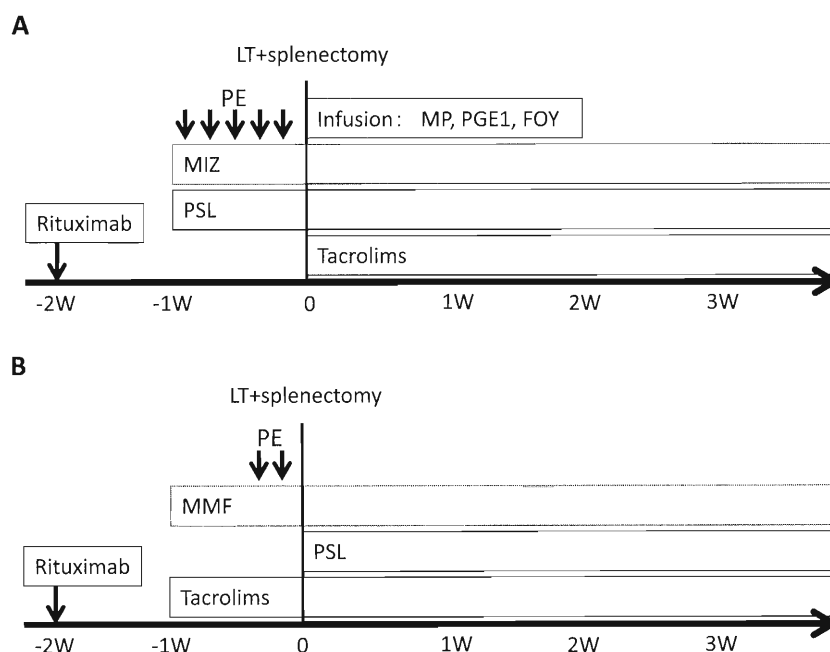 A
LT+splenectomy
PE
Infusion: MP, PGE1, FOY
MIZ
PSL
Rituximab
Tacrolims
-2W -1W 0 1W 2W 3W
B
LT+splenectomy
PE
MMF
PSL
Rituximab
Tacrolims
-2W -1W 0 1W 2W 3W